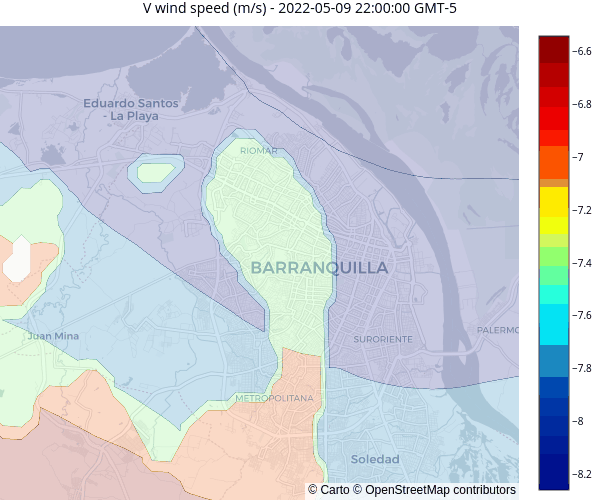 V wind speed (m/s) - 2022-05-09 22:00:00 GMT-5
−6.6
Eduardo Santos
- La Playa
−6.8
RIOMAR
−7
−7.2
BARRANQUILLA
−7.4
−7.6
Juan Mina
SURORIENTE
PALERMO
−7.8
METROPOLITANA
−8
Soledad
−8.2
© Carto © OpenStreetMap contributors